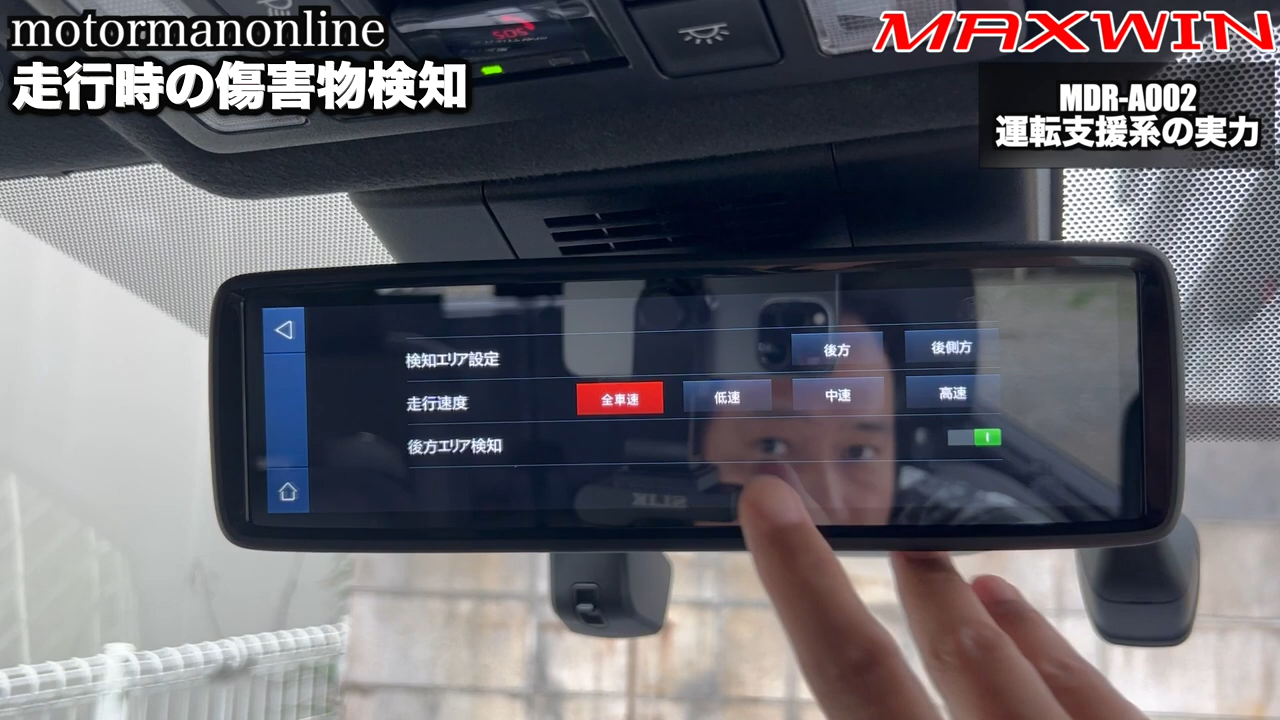 motormanonline
走行時の傷害物検知
MAXWIN
MDR-A002
運転支援系の実力
SOS
検知エリア設定
後方
後側方
走行速度
全車速
低速
中速
高速
後方エリア検知
SLIK